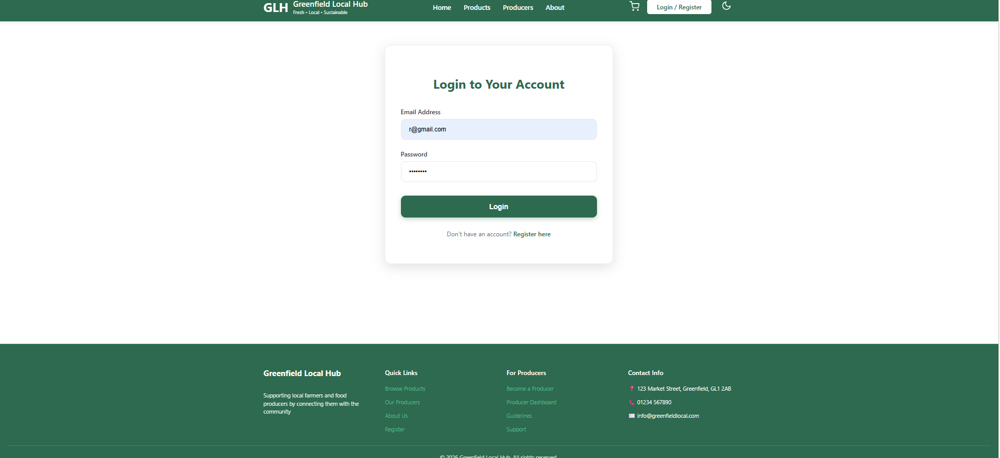 GLH
Greenfield Local Hub
Fresh • Local • Sustainable
Home
Products
Producers
About
Login / Register
Login to Your Account
Email Address
r@gmail.com
Password
••••••••
Login
Don't have an account? Register here
Greenfield Local Hub
Supporting local farmers and food
producers by connecting them with the
community
Quick Links
Browse Products
Our Producers
About Us
Register
For Producers
Become a Producer
Producer Dashboard
Guidelines
Support
Contact Info
📍 123 Market Street, Greenfield, GL1 2AB
📞 01234 567890
✉️ info@greenfieldlocal.com
© 2026 Greenfield Local Hub. All rights reserved.